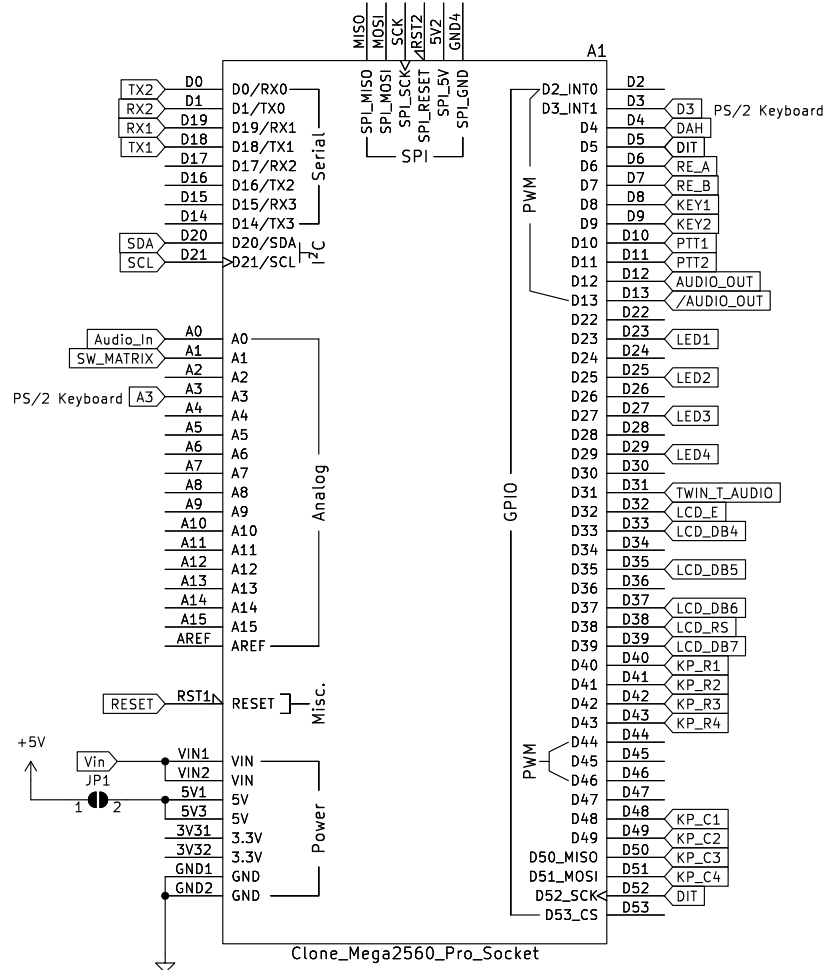 MISO MOSI SCK RST2 5V2 GND4
A1
SPI_MISO SPI_MOSI SPI_SCK SPI_RESET SPI_5V SPI_GND
SPI
TX2 D0 D0/RX0 D2_INT0 D2
RX2 D1 D1/TX0 D3_INT1 D3 D3 PS/2 Keyboard
RX1 D19 D19/RX1 D4 D4 DAH
TX1 D18 D18/TX1 D5 D5 DIT
D17 D17/RX2 D6 D6 RE_A
D16 D16/TX2 D7 D7 RE_B
D15 D15/RX3 D8 D8 KEY1
D14 D14/TX3 D9 D9 KEY2
Serial
PWM
SDA D20 D20/SDA D10 D10 PTT1
SCL D21 D21/SCL D11 D11 PTT2
I²C
D12 D12 AUDIO_OUT
D13 D13 /AUDIO_OUT
D22 D22
Audio_In A0 A0 D23 D23 LED1
SW_MATRIX A1 A1 D24 D24
A2 A2 D25 D25 LED2
PS/2 Keyboard A3 A3 A3 D26 D26
A4 A4 D27 D27 LED3
A5 A5 D28 D28
A6 A6 D29 D29 LED4
A7 A7 D30 D30
A8 A8 D31 D31 TWIN_T_AUDIO
Analog
GPIO
A9 A9 D32 D32 LCD_E
A10 A10 D33 D33 LCD_DB4
A11 A11 D34 D34
A12 A12 D35 D35 LCD_DB5
A13 A13 D36 D36
A14 A14 D37 D37 LCD_DB6
A15 A15 D38 D38 LCD_RS
AREF AREF D39 D39 LCD_DB7
D40 D40 KP_R1
D41 D41 KP_R2
RESET RST1 RESET D42 D42 KP_R3
Misc.
D43 D43 KP_R4
D44 D44
+5V
Vin VIN1 VIN D45 D45
PWM
VIN2 VIN D46 D46
JP1
1 2 5V1 5V D47 D47
5V3 5V D48 D48 KP_C1
Power
3V31 3.3V D49 D49 KP_C2
3V32 3.3V D50_MISO D50 KP_C3
GND1 GND D51_MOSI D51 KP_C4
GND2 GND D52_SCK D52 DIT
D53_CS D53
Clone_Mega2560_Pro_Socket